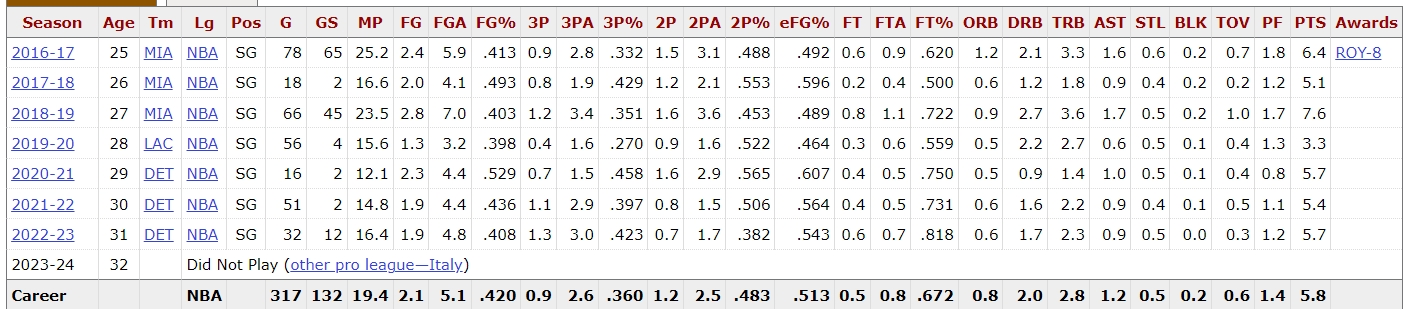 Season Age Tm Lg Pos G GS MP FG FGA FG% 3P 3PA 3P% 2P 2PA 2P% eFG% FT FTA FT% ORB DRB TRB AST STL BLK TOV PF PTS Awards
2016-17 25 MIA NBA SG 78 65 25.2 2.4 5.9 .413 0.9 2.8 .332 1.5 3.1 .488 .492 0.6 0.9 .620 1.2 2.1 3.3 1.6 0.6 0.2 0.7 1.8 6.4 ROY-8
2017-18 26 MIA NBA SG 18 2 16.6 2.0 4.1 .493 0.8 1.9 .429 1.2 2.1 .553 .596 0.2 0.4 .500 0.6 1.2 1.8 0.9 0.4 0.2 0.2 1.2 5.1
2018-19 27 MIA NBA SG 66 45 23.5 2.8 7.0 .403 1.2 3.4 .351 1.6 3.6 .453 .489 0.8 1.1 .722 0.9 2.7 3.6 1.7 0.5 0.2 1.0 1.7 7.6
2019-20 28 LAC NBA SG 56 4 15.6 1.3 3.2 .398 0.4 1.6 .270 0.9 1.6 .522 .464 0.3 0.6 .559 0.5 2.2 2.7 0.6 0.5 0.1 0.4 1.3 3.3
2020-21 29 DET NBA SG 16 2 12.1 2.3 4.4 .529 0.7 1.5 .458 1.6 2.9 .565 .607 0.4 0.5 .750 0.5 0.9 1.4 1.0 0.5 0.1 0.4 0.8 5.7
2021-22 30 DET NBA SG 51 2 14.8 1.9 4.4 .436 1.1 2.9 .397 0.8 1.5 .506 .564 0.4 0.5 .731 0.6 1.6 2.2 0.9 0.4 0.1 0.5 1.1 5.4
2022-23 31 DET NBA SG 32 12 16.4 1.9 4.8 .408 1.3 3.0 .423 0.7 1.7 .382 .543 0.6 0.7 .818 0.6 1.7 2.3 0.9 0.5 0.0 0.3 1.2 5.7
2023-24 32 Did Not Play (other pro league—Italy)
Career NBA 317 132 19.4 2.1 5.1 .420 0.9 2.6 .360 1.2 2.5 .483 .513 0.5 0.8 .672 0.8 2.0 2.8 1.2 0.5 0.2 0.6 1.4 5.8